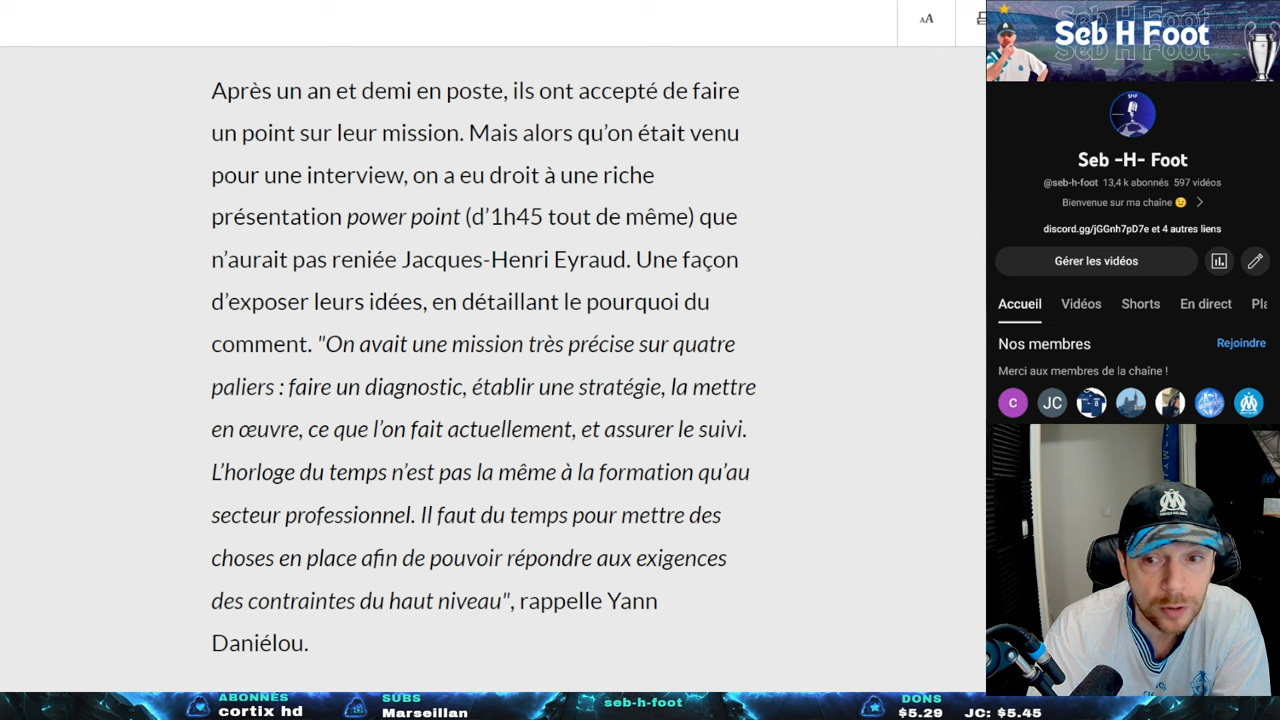 AA
Après un an et demi en poste, ils ont accepté de faire
un point sur leur mission. Mais alors qu’on était venu
pour une interview, on a eu droit à une riche
présentation power point (d’1h45 tout de même) que
n’aurait pas reniée Jacques-Henri Eyraud. Une façon
d’exposer leurs idées, en détaillant le pourquoi du
comment. "On avait une mission très précise sur quatre
paliers : faire un diagnostic, établir une stratégie, la mettre
en œuvre, ce que l’on fait actuellement, et assurer le suivi.
L’horloge du temps n’est pas la même à la formation qu’au
secteur professionnel. Il faut du temps pour mettre des
choses en place afin de pouvoir répondre aux exigences
des contraintes du haut niveau", rappelle Yann
Daniélou.
Seb H Foot
SHF
Seb -H- Foot
@seb-h-foot 13,4 k abonnés 597 vidéos
Bienvenue sur ma chaîne 😉
discord.gg/jGGnh7pD7e et 4 autres liens
Gérer les vidéos
Accueil Vidéos Shorts En direct Pla
Nos membres Rejoindre
Merci aux membres de la chaîne !
C JC
ABONNÉS
cortix hd
SUBS
Marseillan
seb-h-foot
DONS
$5.29 JC: $5.45